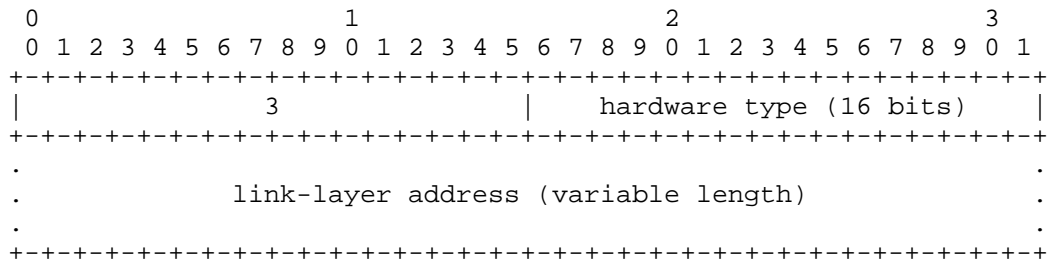 0                   1                   2                   3
 0 1 2 3 4 5 6 7 8 9 0 1 2 3 4 5 6 7 8 9 0 1 2 3 4 5 6 7 8 9 0 1
+-+-+-+-+-+-+-+-+-+-+-+-+-+-+-+-+-+-+-+-+-+-+-+-+-+-+-+-+-+-+-+-+
|               3               |    hardware type (16 bits)    |
+-+-+-+-+-+-+-+-+-+-+-+-+-+-+-+-+-+-+-+-+-+-+-+-+-+-+-+-+-+-+-+-+
.                                                               .
.             link-layer address (variable length)              .
.                                                               .
+-+-+-+-+-+-+-+-+-+-+-+-+-+-+-+-+-+-+-+-+-+-+-+-+-+-+-+-+-+-+-+-+